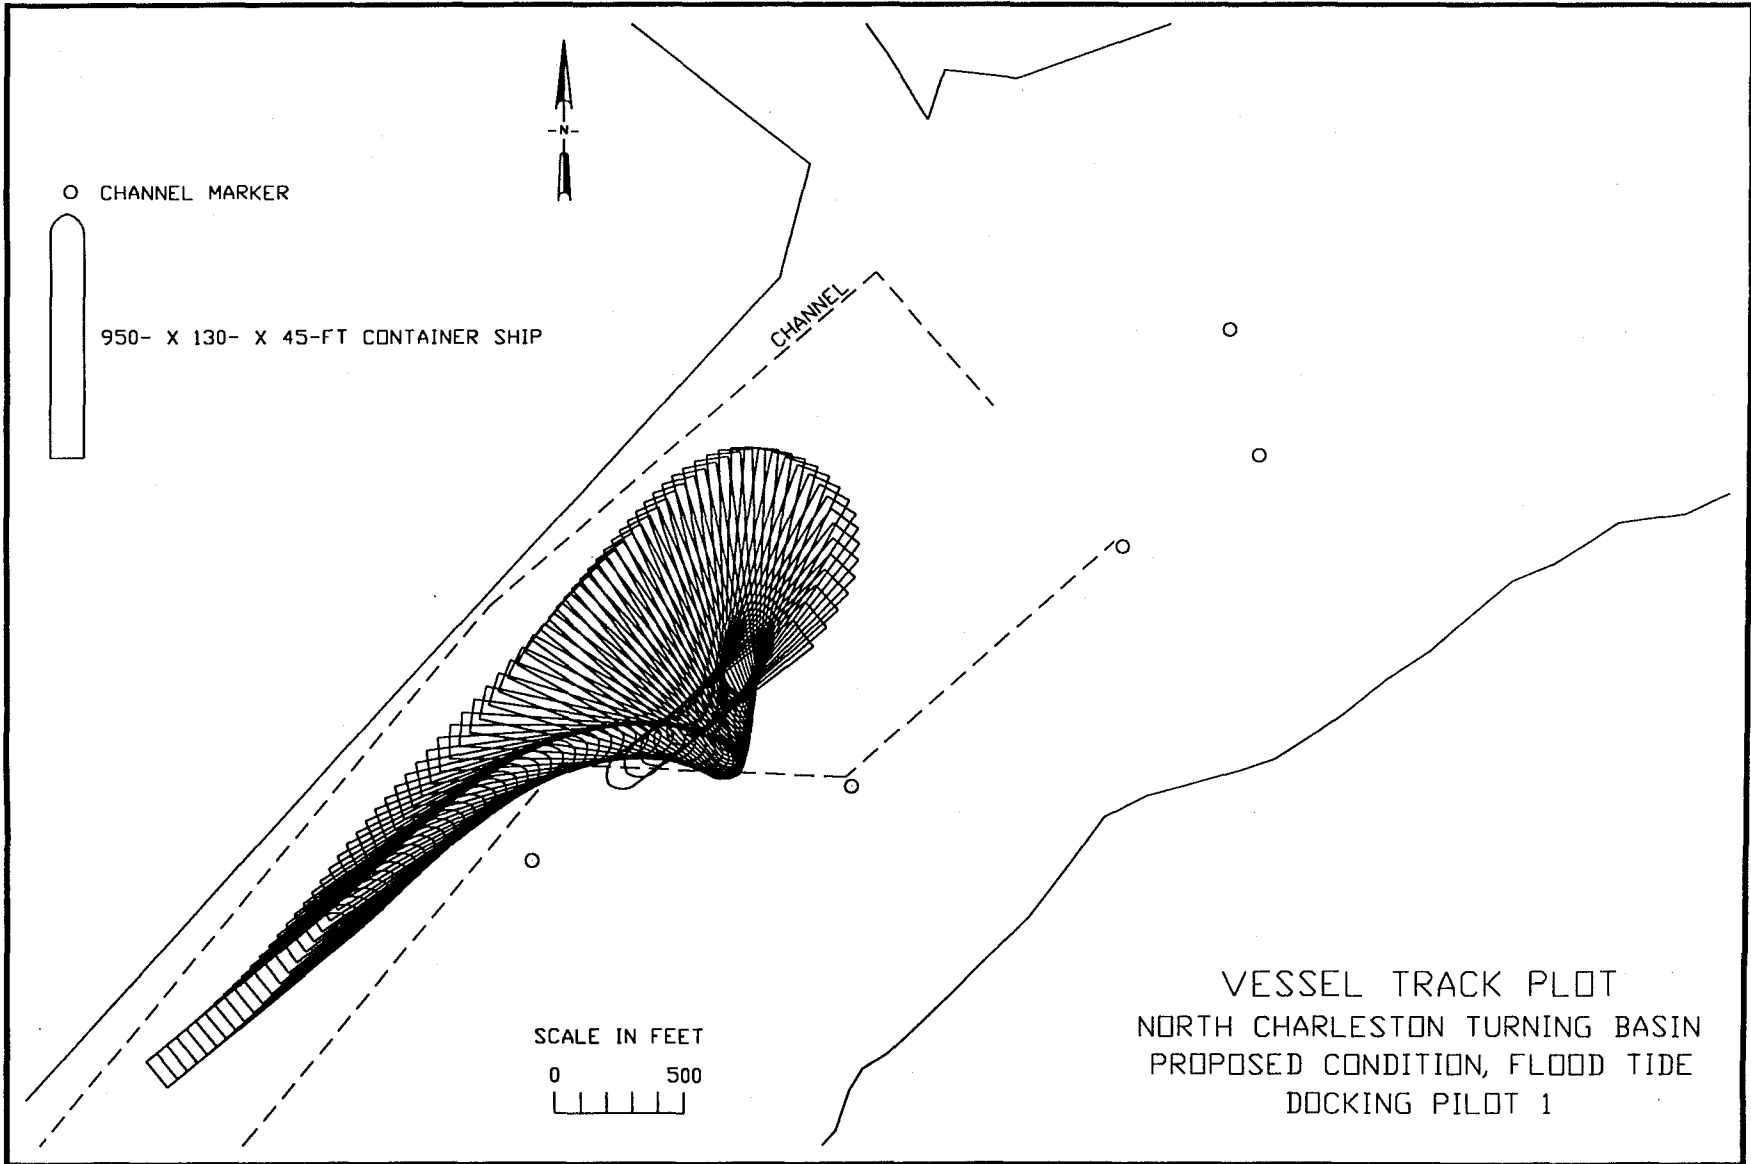 -N-
CHANNEL MARKER
950- X 130- X 45-FT CONTAINER SHIP
CHANNEL
SCALE IN FEET
0 500
VESSEL TRACK PLOT
NORTH CHARLESTON TURNING BASIN
PROPOSED CONDITION, FLOOD TIDE
DOCKING PILOT 1